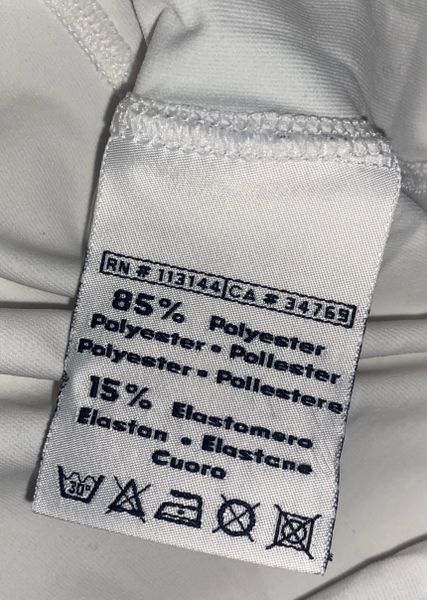 RN # 113144 CA # 34769
85% Polyester
Polyester • Poliester
Polyester • Poliestere
15% Elastomero
Elastan • Elastane
Cuoro
30°